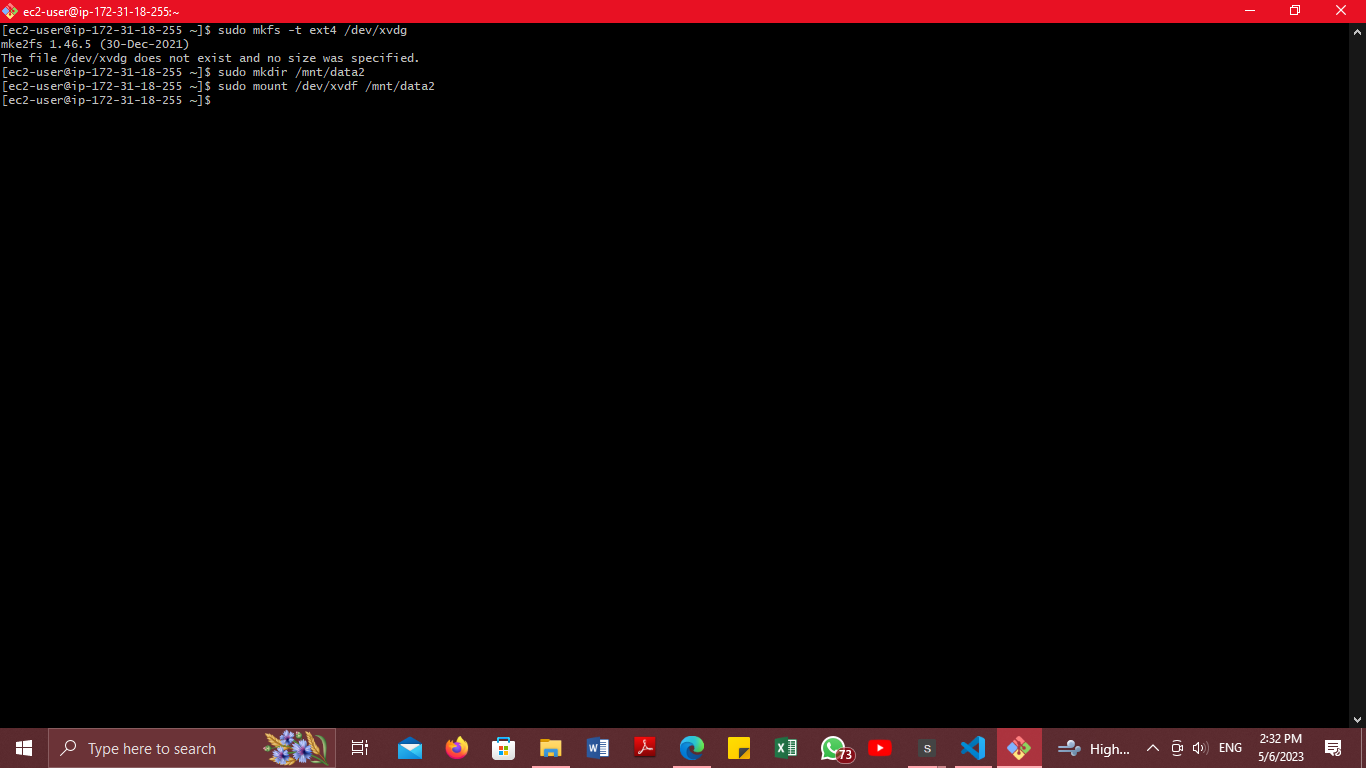 ec2-user@ip-172-31-18-255:~
[ec2-user@ip-172-31-18-255 ~]$ sudo mkfs -t ext4 /dev/xvdg
mke2fs 1.46.5 (30-Dec-2021)
The file /dev/xvdg does not exist and no size was specified.
[ec2-user@ip-172-31-18-255 ~]$ sudo mkdir /mnt/data2
[ec2-user@ip-172-31-18-255 ~]$ sudo mount /dev/xvdf /mnt/data2
[ec2-user@ip-172-31-18-255 ~]$
Type here to search
W
X
73
S
High...
ENG
2:32 PM
5/6/2023